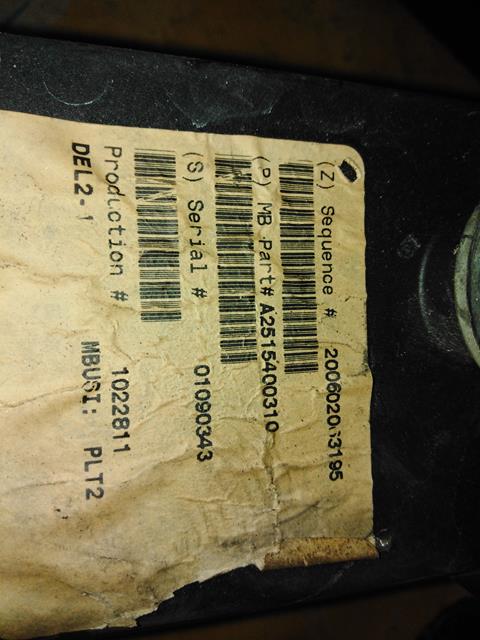 (Z) Sequence #
(P) MB Part# A2515400310
(S) Serial # 01090343
Production # 1022811
DEL2-1 MBUSI: PLT2